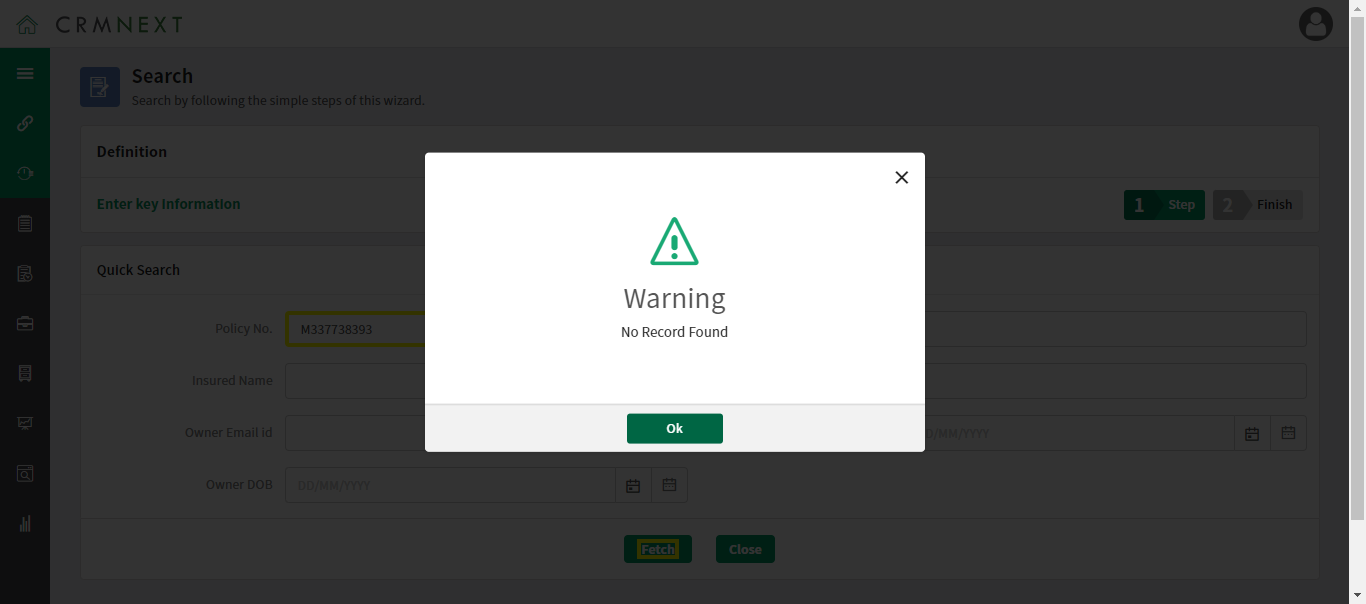 CRMNEXT
Search
Search by following the simple steps of this wizard.
Definition
Enter key information
1 Step
2 Finish
Quick Search
Policy No. M337738393
Insured Name
Owner Email id
D/MM/YYYY
Owner DOB DD/MM/YYYY
Fetch Close
Warning
No Record Found
Ok